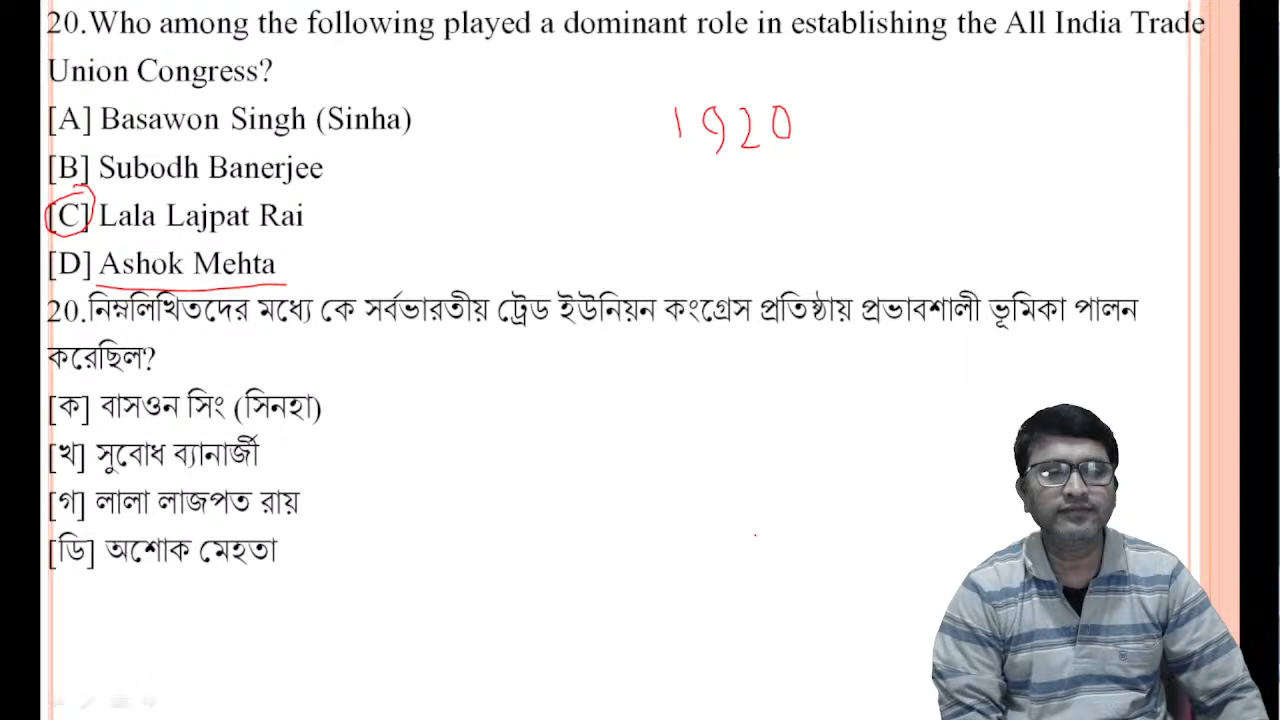 20.Who among the following played a dominant role in establishing the All India Trade
Union Congress?
[A] Basawon Singh (Sinha)
1920
[B] Subodh Banerjee
[C] Lala Lajpat Rai
[D] Ashok Mehta
20.নিম্নলিখিতদের মধ্যে কে সর্বভারতীয় ট্রেড ইউনিয়ন কংগ্রেস প্রতিষ্ঠায় প্রভাবশালী ভূমিকা পালন
করেছিল?
[ক] বাসওন সিং (সিনহা)
[খ] সুবোধ ব্যানার্জী
[গ] লালা লাজপত রায়
[ডি] অশোক মেহতা